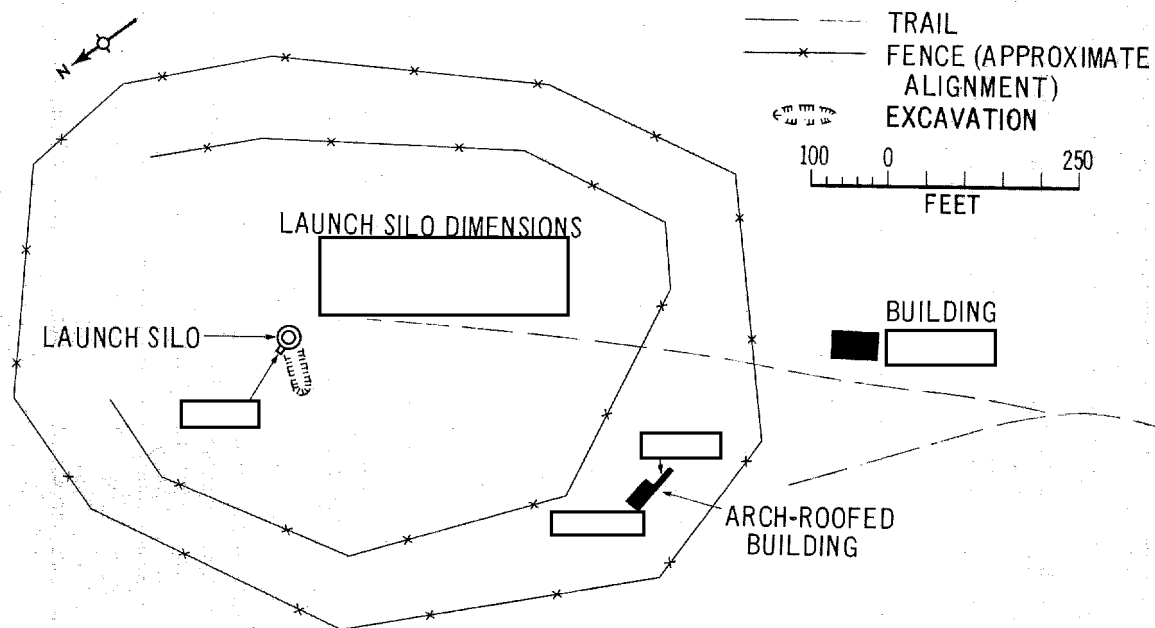 N
TRAIL
FENCE (APPROXIMATE
ALIGNMENT)
EXCAVATION
100 0 250
FEET
LAUNCH SILO DIMENSIONS
LAUNCH SILO
BUILDING
ARCH-ROOFED
BUILDING